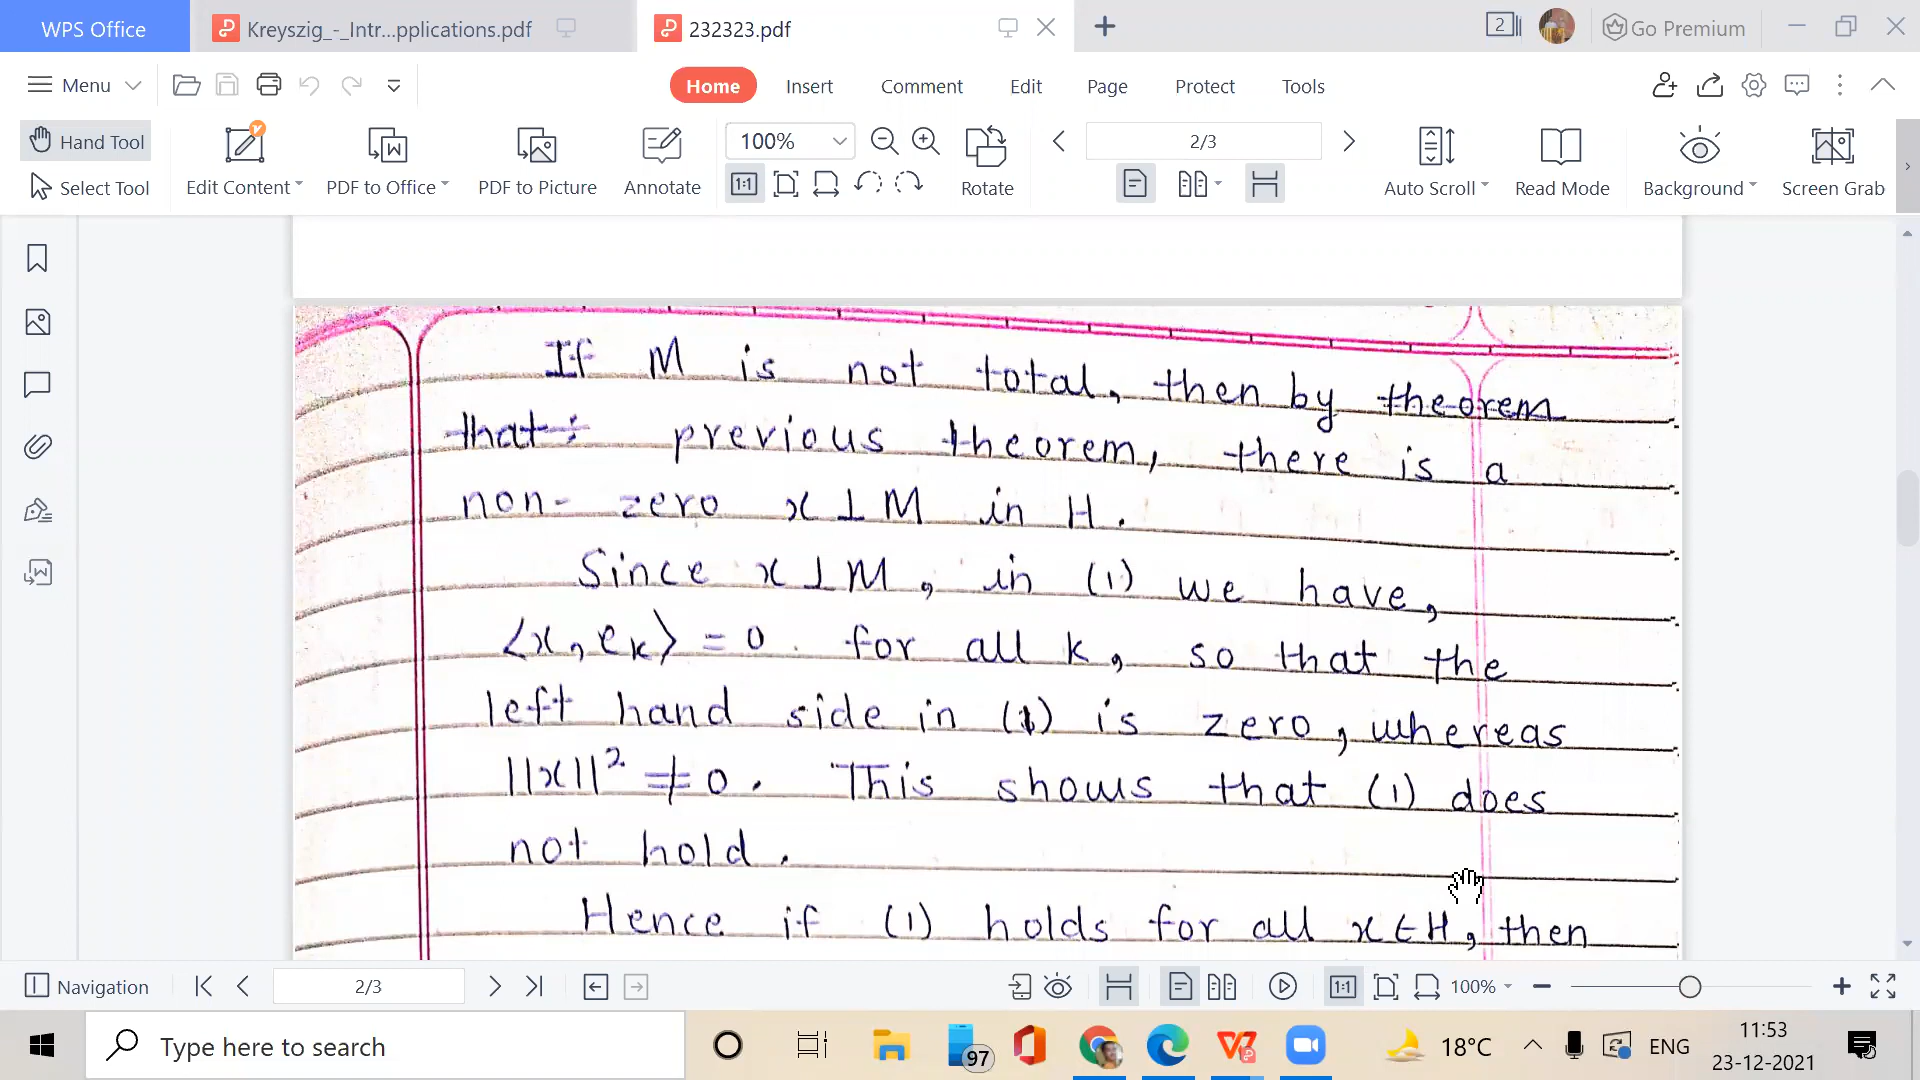 WPS Office
Kreyszig_-_Intr...pplications.pdf
232323.pdf
2
Go Premium
Menu
Home
Insert
Comment
Edit
Page
Protect
Tools
Hand Tool
Select Tool
Edit Content
PDF to Office
PDF to Picture
Annotate
100%
1:1
Rotate
2/3
Auto Scroll
Read Mode
Background
Screen Grab
If M is not total, then by theorem
that: previous theorem, there is a
non-zero x ⊥ M in H.
Since x ⊥ M, in (1) we have,
⟨x, eₖ⟩ = 0 for all k, so that the
left hand side in (1) is zero, whereas
||x||² ≠ 0. This shows that (1) does
not hold.
Hence if (1) holds for all x ∈ H, then
Navigation
2/3
1:1
100%
Type here to search
97
18°C
ENG
11:53
23-12-2021